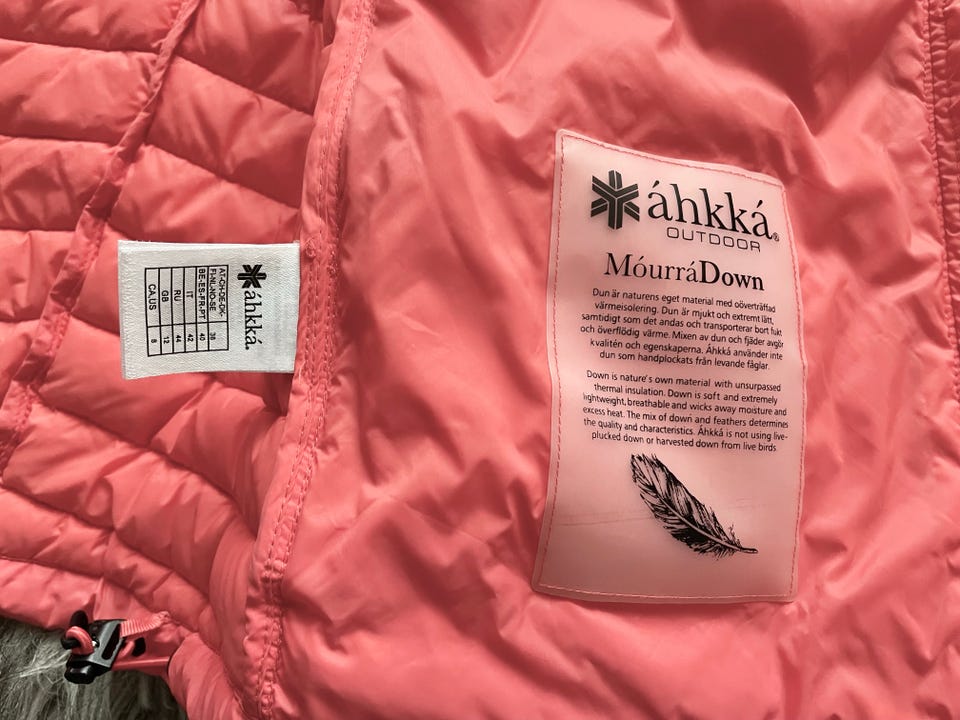 áhkká.
AT-CH-DE-DK-
FI-NL-NO-SE 38
BE-ES-FR-PT 40
IT 42
RU 44
GB 12
CA,US 8
áhkká®
OUTDOOR
MóurráDown
Dun är naturens eget material med oöverträffad
värmeisolering. Dun är mjukt och extremt lätt,
samtidigt som det andas och transporterar bort fukt
och överflödig värme. Mixen av dun och fjäder avgör
kvalitén och egenskaperna. Áhkká använder inte
dun som handplockats från levande fåglar.
Down is nature's own material with unsurpassed
thermal insulation. Down is soft and extremely
lightweight, breathable and wicks away moisture and
excess heat. The mix of down and feathers determines
the quality and characteristics. Áhkká is not using live-
plucked down or harvested down from live birds